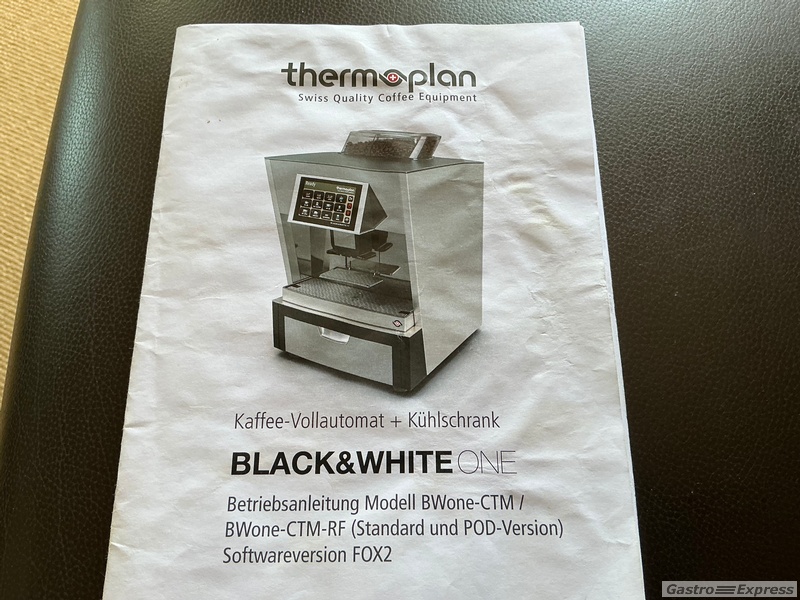 thermoplan
Swiss Quality Coffee Equipment
Ready
Kaffee-Vollautomat + Kühlschrank
BLACK&WHITE ONE
Betriebsanleitung Modell BWone-CTM /
BWone-CTM-RF (Standard und POD-Version)
Softwareversion FOX2
Gastro Express